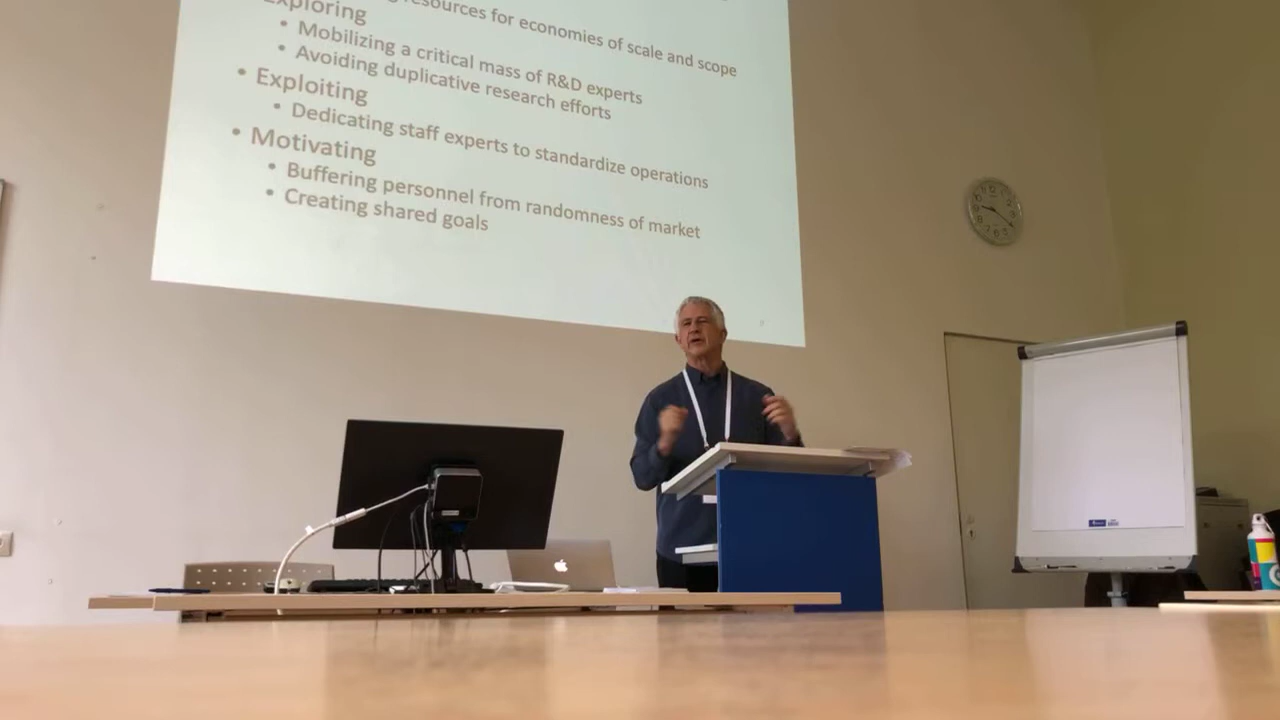 resources for economies of scale and scope
Exploring
• Mobilizing a critical mass of R&D experts
• Avoiding duplicative research efforts
• Exploiting
• Dedicating staff experts to standardize operations
• Motivating
• Buffering personnel from randomness of market
• Creating shared goals